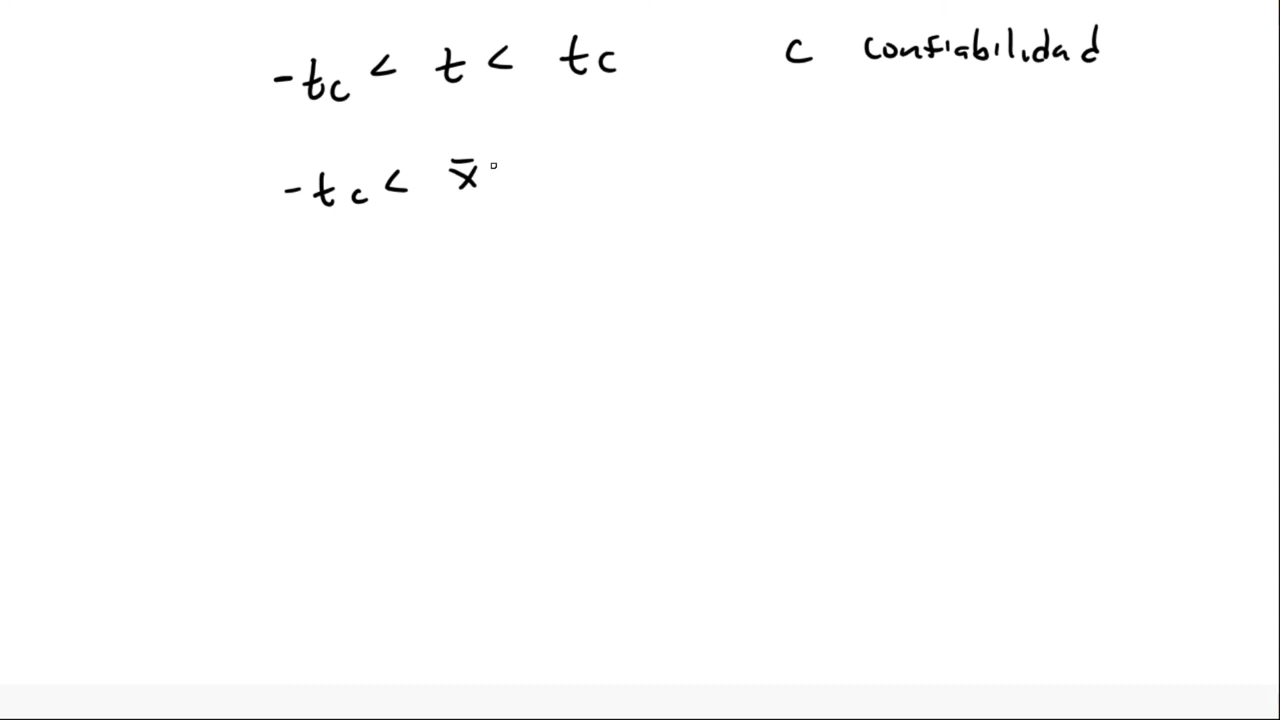 -tc < t < tc c confiabilidad
-tc < x̄